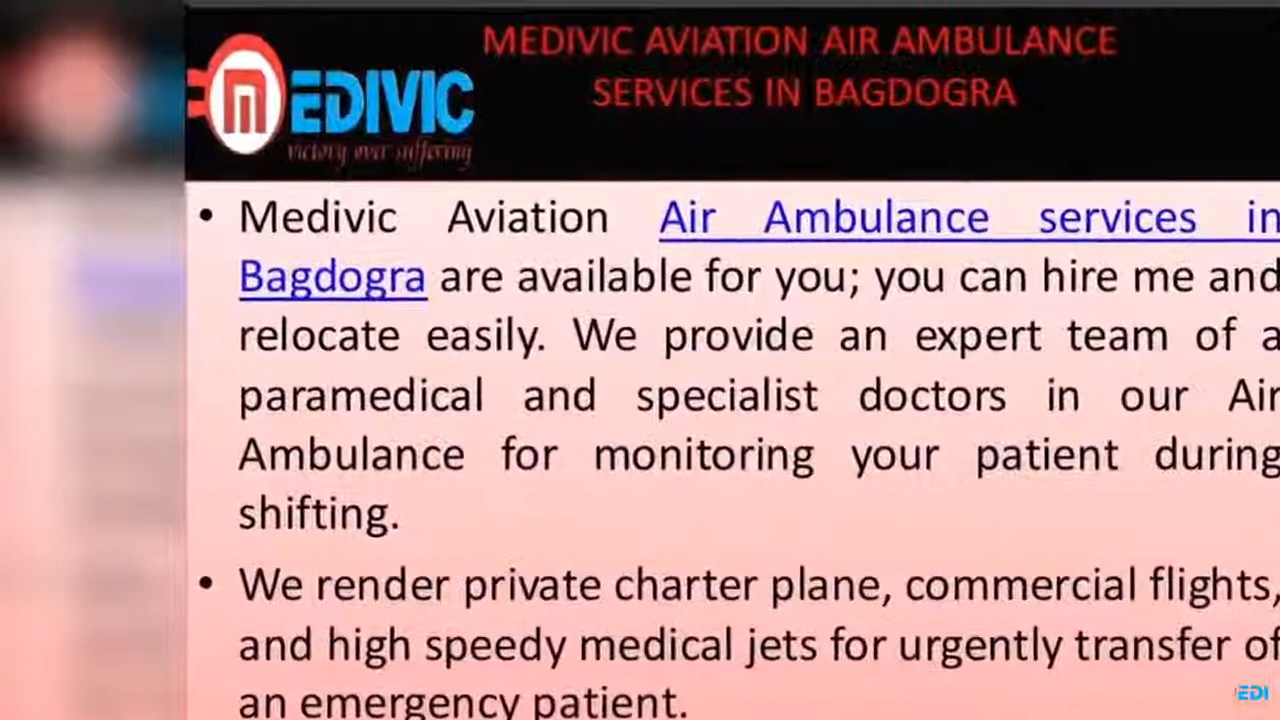 MEDIVIC AVIATION AIR AMBULANCE
SERVICES IN BAGDOGRA
MEDIVIC
victory over suffering
• Medivic Aviation Air Ambulance services in
Bagdogra are available for you; you can hire me and
relocate easily. We provide an expert team of a
paramedical and specialist doctors in our Air
Ambulance for monitoring your patient during
shifting.
• We render private charter plane, commercial flights,
and high speedy medical jets for urgently transfer of
an emergency patient.
EDI